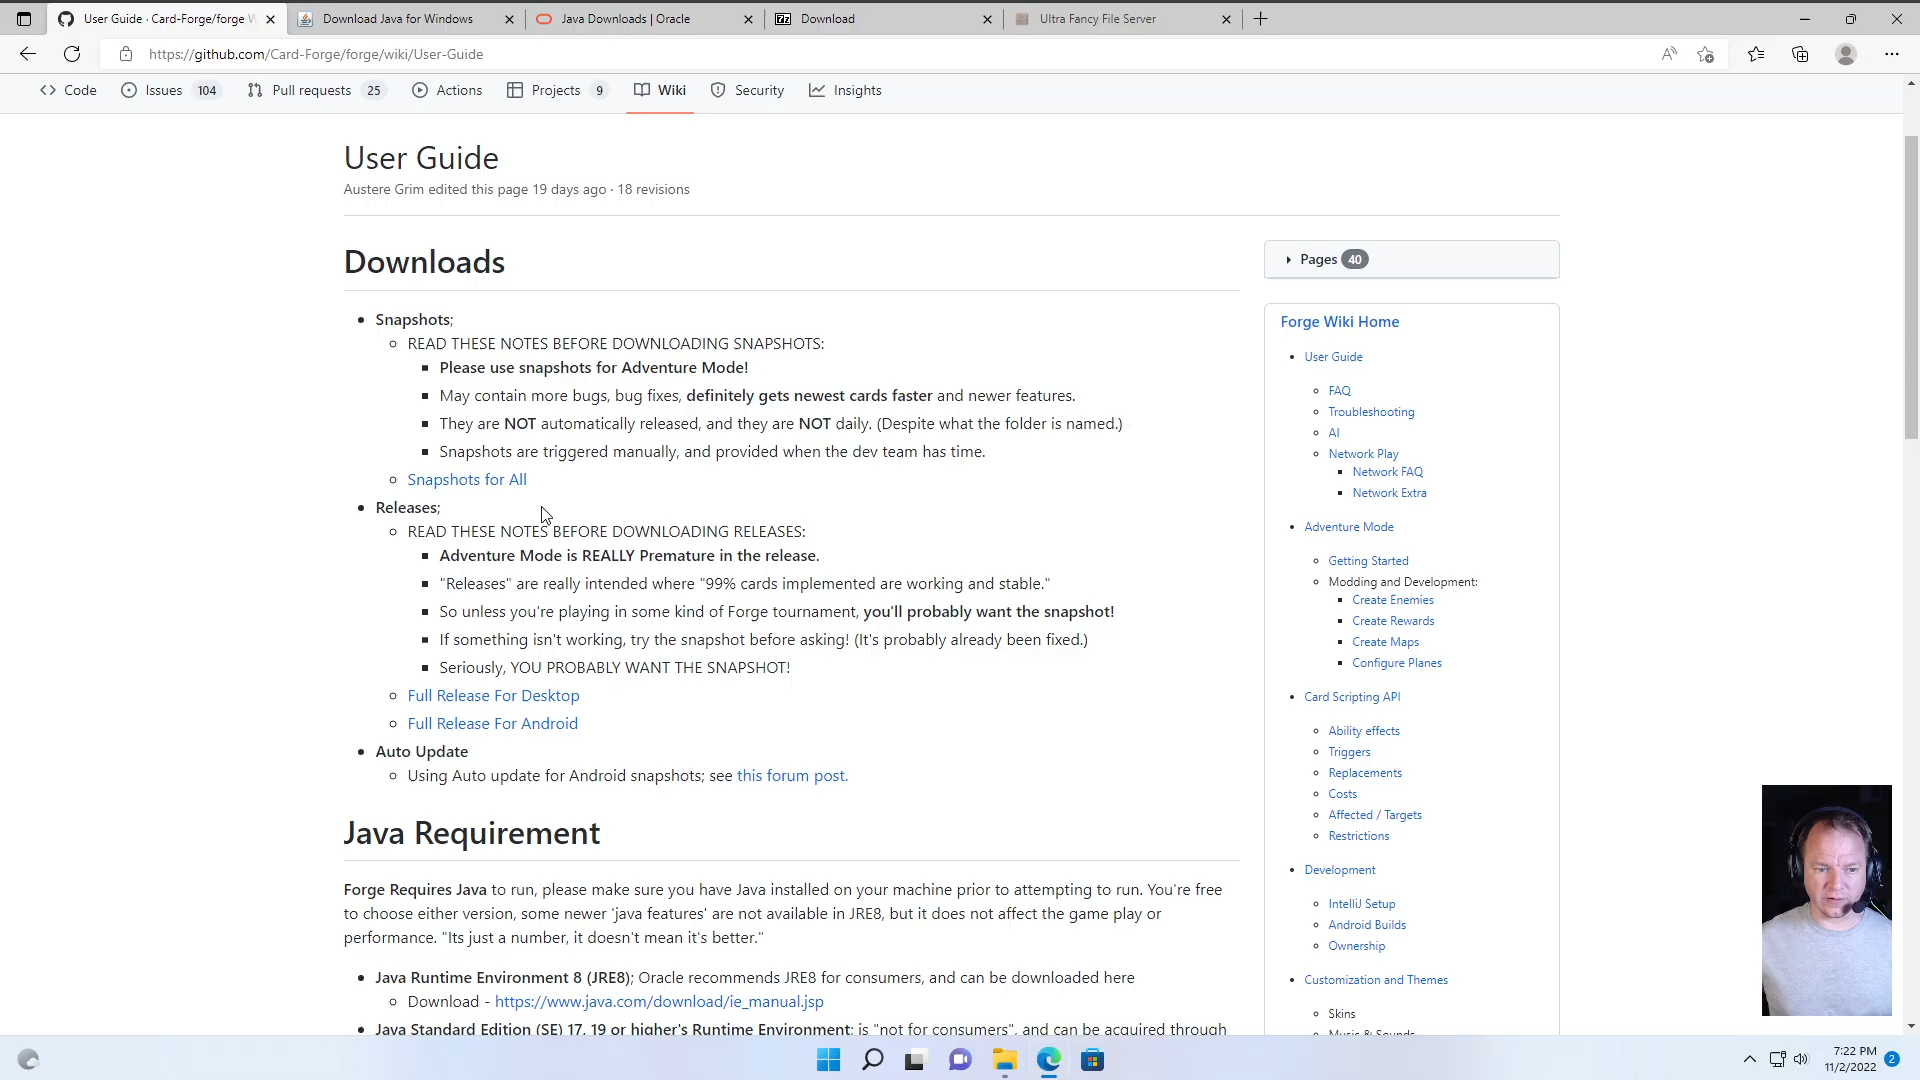 User Guide · Card-Forge/forge W
Download Java for Windows
Java Downloads | Oracle
7z Download
Ultra Fancy File Server
https://github.com/Card-Forge/forge/wiki/User-Guide
Code Issues 104 Pull requests 25 Actions Projects 9 Wiki Security Insights
User Guide
Austere Grim edited this page 19 days ago · 18 revisions
Downloads
Snapshots;
READ THESE NOTES BEFORE DOWNLOADING SNAPSHOTS:
Please use snapshots for Adventure Mode!
May contain more bugs, bug fixes, definitely gets newest cards faster and newer features.
They are NOT automatically released, and they are NOT daily. (Despite what the folder is named.)
Snapshots are triggered manually, and provided when the dev team has time.
Snapshots for All
Releases;
READ THESE NOTES BEFORE DOWNLOADING RELEASES:
Adventure Mode is REALLY Premature in the release.
"Releases" are really intended where "99% cards implemented are working and stable."
So unless you're playing in some kind of Forge tournament, you'll probably want the snapshot!
If something isn't working, try the snapshot before asking! (It's probably already been fixed.)
Seriously, YOU PROBABLY WANT THE SNAPSHOT!
Full Release For Desktop
Full Release For Android
Auto Update
Using Auto update for Android snapshots; see this forum post.
Java Requirement
Forge Requires Java to run, please make sure you have Java installed on your machine prior to attempting to run. You're free
to choose either version, some newer 'java features' are not available in JRE8, but it does not affect the game play or
performance. "Its just a number, it doesn't mean it's better."
Java Runtime Environment 8 (JRE8); Oracle recommends JRE8 for consumers, and can be downloaded here
Download - https://www.java.com/download/ie_manual.jsp
Java Standard Edition (SE) 17, 19 or higher's Runtime Environment; is "not for consumers", and can be acquired through
Pages 40
Forge Wiki Home
User Guide
FAQ
Troubleshooting
AI
Network Play
Network FAQ
Network Extra
Adventure Mode
Getting Started
Modding and Development:
Create Enemies
Create Rewards
Create Maps
Configure Planes
Card Scripting API
Ability effects
Triggers
Replacements
Costs
Affected / Targets
Restrictions
Development
IntelliJ Setup
Android Builds
Ownership
Customization and Themes
Skins
Music & Sounds
7:22 PM
11/2/2022
2